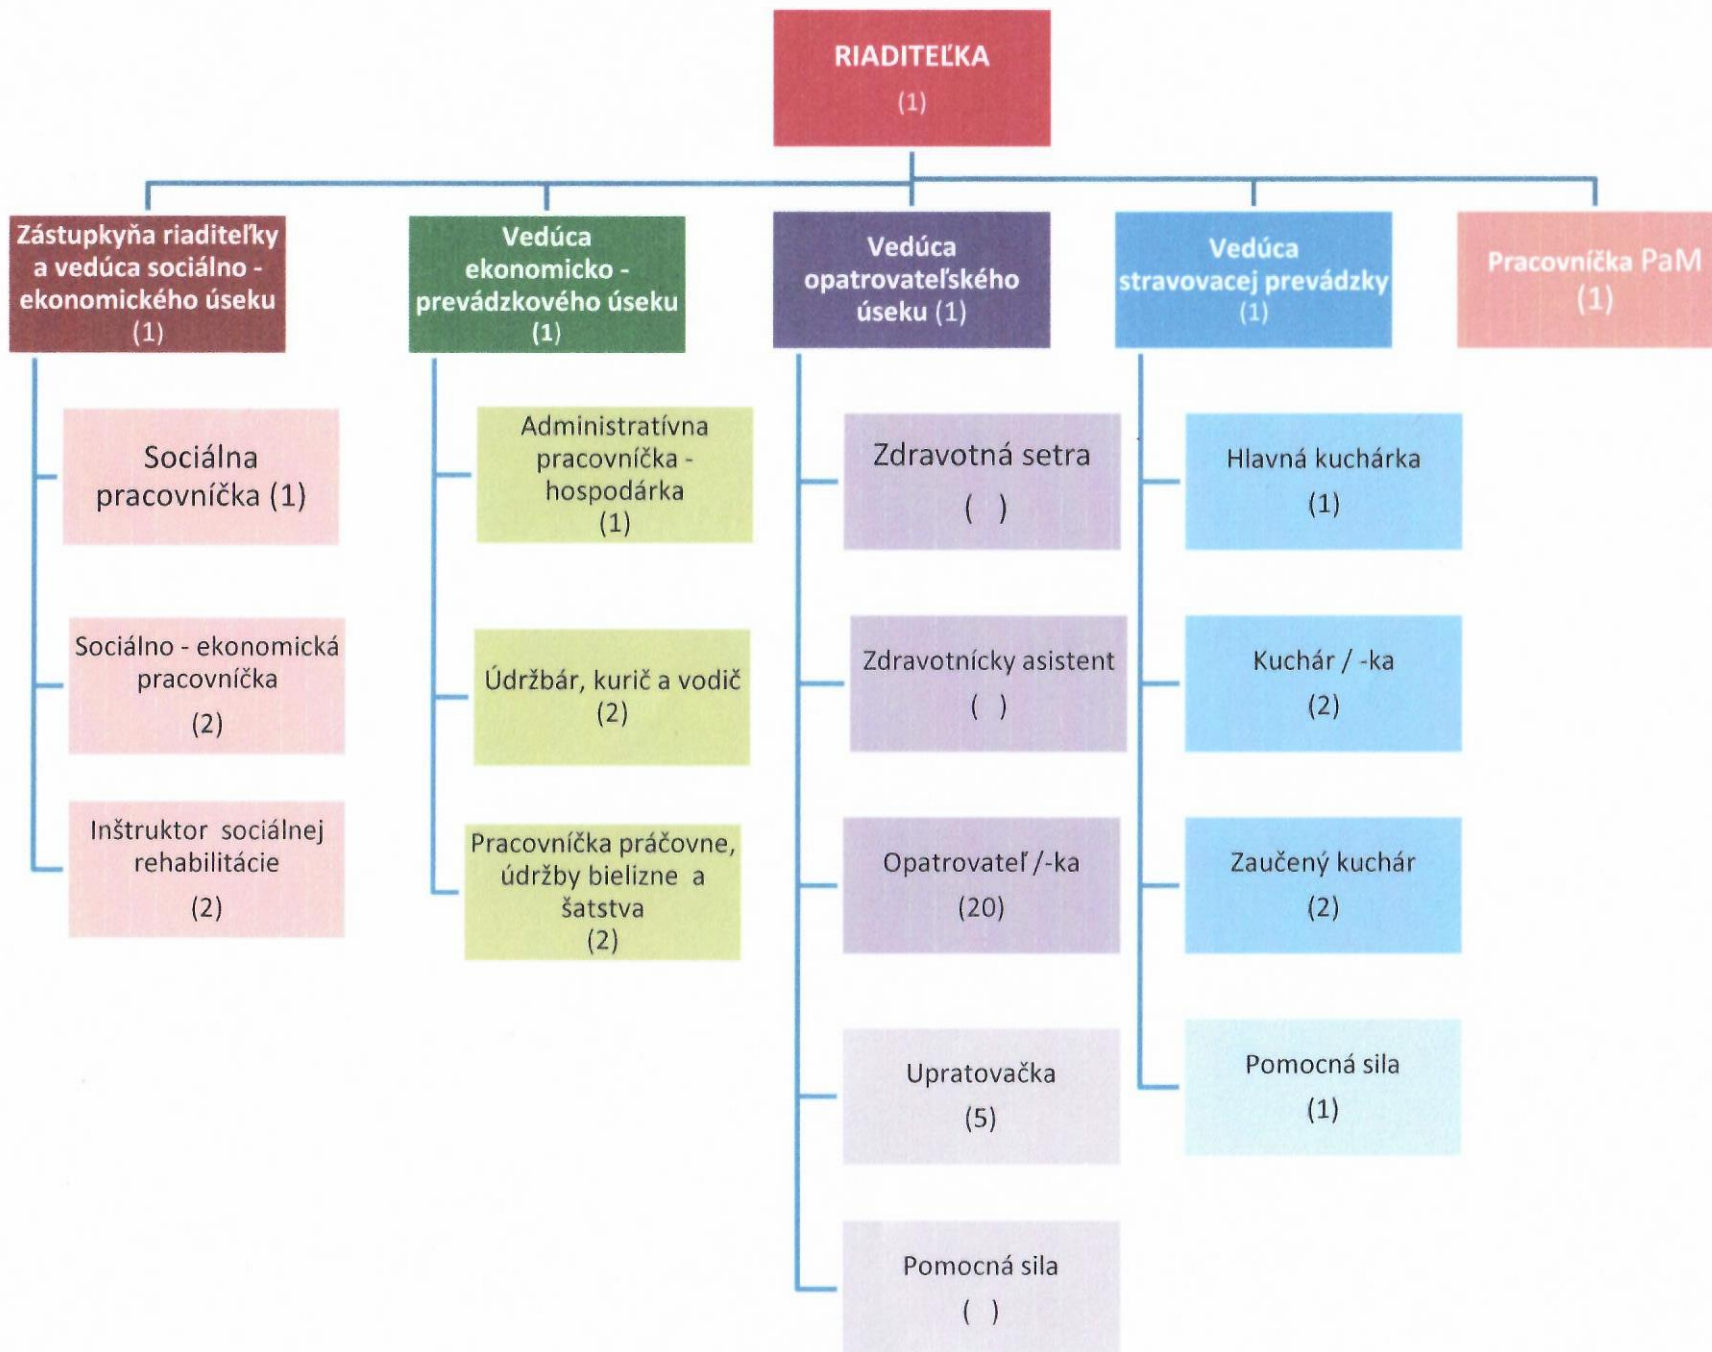 RIADITEĽKA
(1)
Zástupkyňa riaditeľky
a vedúca sociálno -
ekonomického úseku
(1)
Sociálna
pracovníčka (1)
Sociálno - ekonomická
pracovníčka
(2)
Inštruktor sociálnej
rehabilitácie
(2)
Vedúca
ekonomicko -
prevádzkového úseku
(1)
Administratívna
pracovníčka -
hospodárka
(1)
Údržbár, kurič a vodič
(2)
Pracovníčka práčovne,
údržby bielizne a
šatstva
(2)
Vedúca
opatrovateľského
úseku (1)
Zdravotná setra
( )
Zdravotnícky asistent
( )
Opatrovateľ /-ka
(20)
Upratovačka
(5)
Pomocná sila
( )
Vedúca
stravovacej prevádzky
(1)
Hlavná kuchárka
(1)
Kuchár / -ka
(2)
Zaučený kuchár
(2)
Pomocná sila
(1)
Pracovníčka PaM
(1)